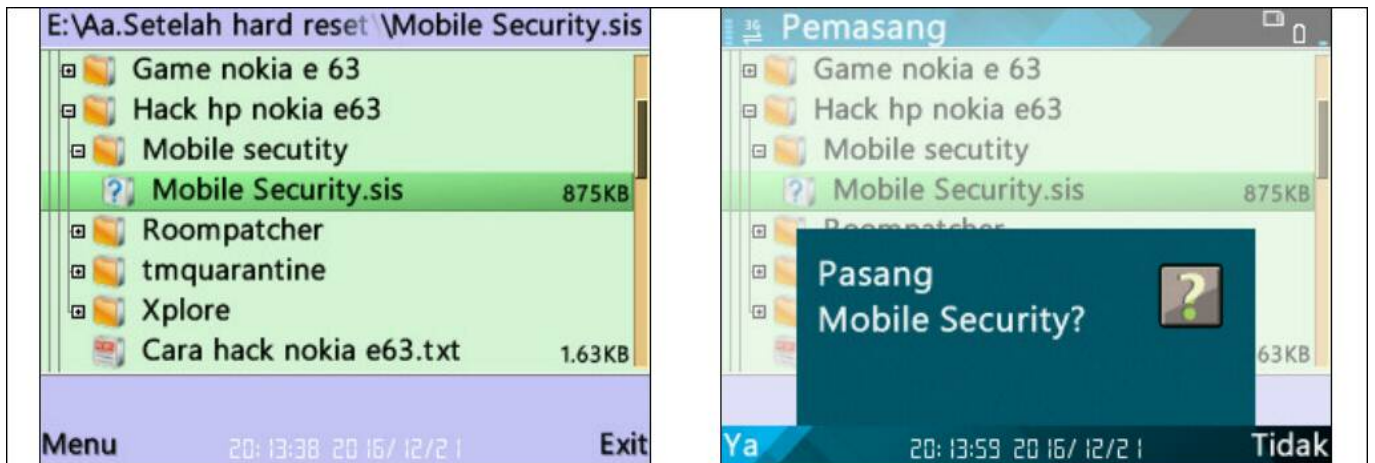 E:\Aa.Setelah hard reset \\Mobile Security.sis
Game nokia e 63
Hack hp nokia e63
Mobile secutity
Mobile Security.sis 875KB
Roompatcher
tmquarantine
Xplore
Cara hack nokia e63.txt 1.63KB
Menu 20:13:38 2016/12/21 Exit
3G Pemasang
Game nokia e 63
Hack hp nokia e63
Mobile secutity
Mobile Security.sis 875KB
Roompatcher
Pasang
Mobile Security?
63KB
Ya 20:13:59 2016/12/21 Tidak